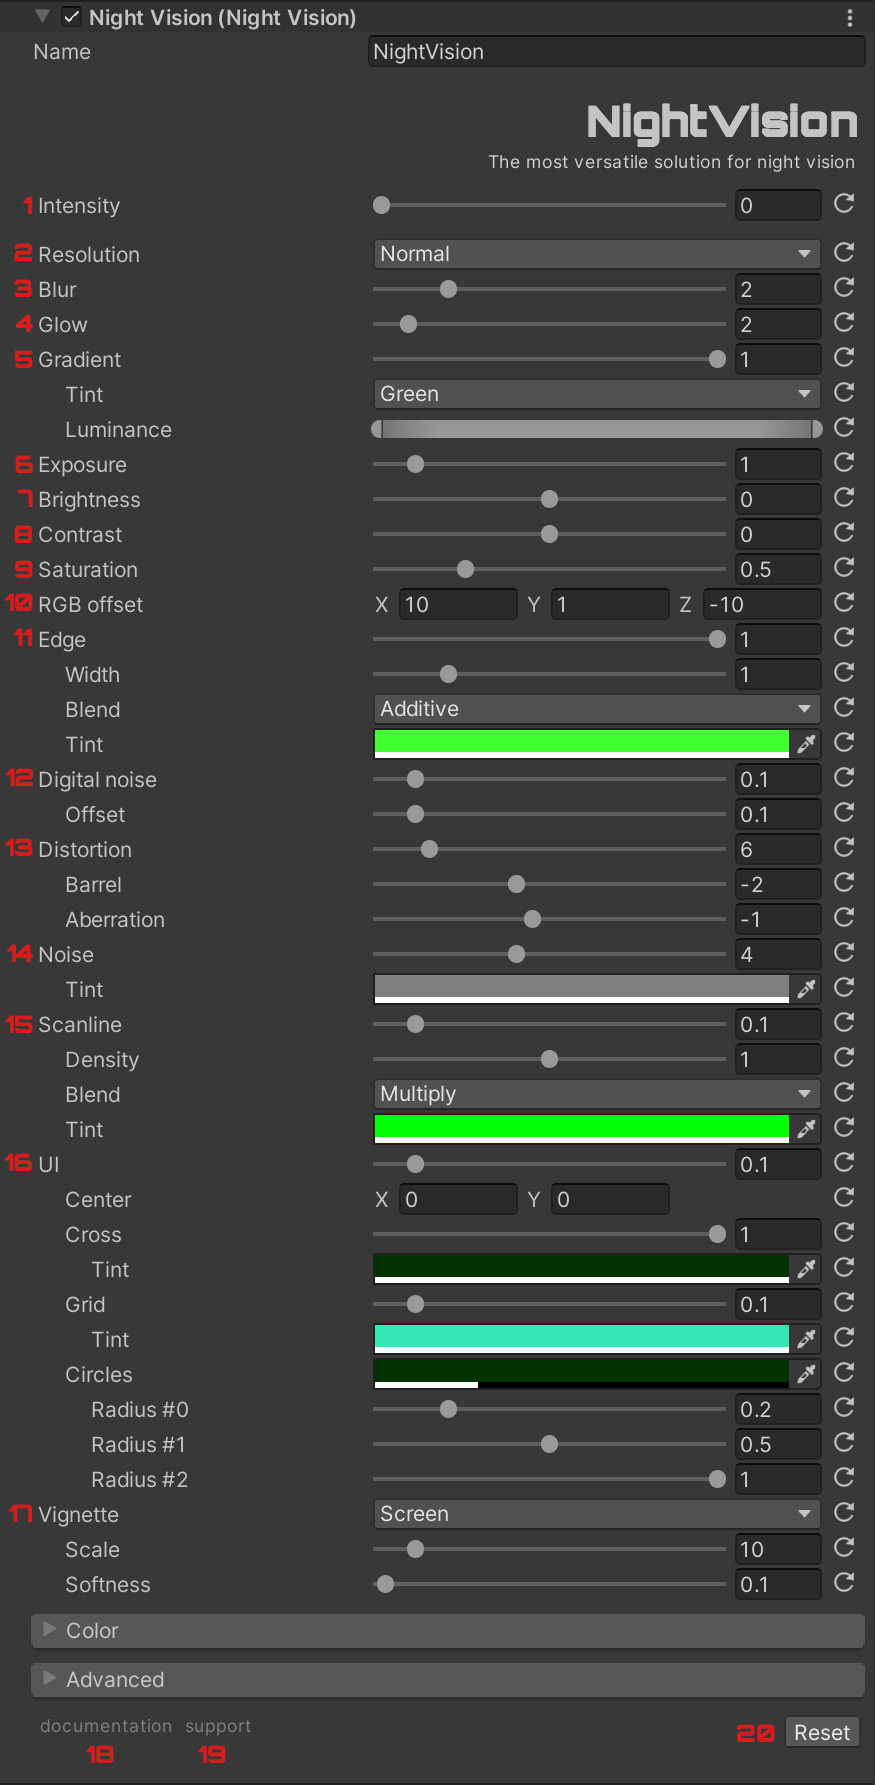 Night Vision (Night Vision)
Name NightVision
NightVision
The most versatile solution for night vision
1 Intensity 0
2 Resolution Normal
3 Blur 2
4 Glow 2
5 Gradient 1
Tint Green
Luminance
6 Exposure 1
7 Brightness 0
8 Contrast 0
9 Saturation 0.5
10 RGB offset X 10 Y 1 Z -10
11 Edge 1
Width 1
Blend Additive
Tint
12 Digital noise 0.1
Offset 0.1
13 Distortion 6
Barrel -2
Aberration -1
14 Noise 4
Tint
15 Scanline 0.1
Density 1
Blend Multiply
Tint
16 UI 0.1
Center X 0 Y 0
Cross 1
Tint
Grid 0.1
Tint
Circles
Radius #0 0.2
Radius #1 0.5
Radius #2 1
17 Vignette Screen
Scale 10
Softness 0.1
Color
Advanced
documentation support
18 19 20 Reset